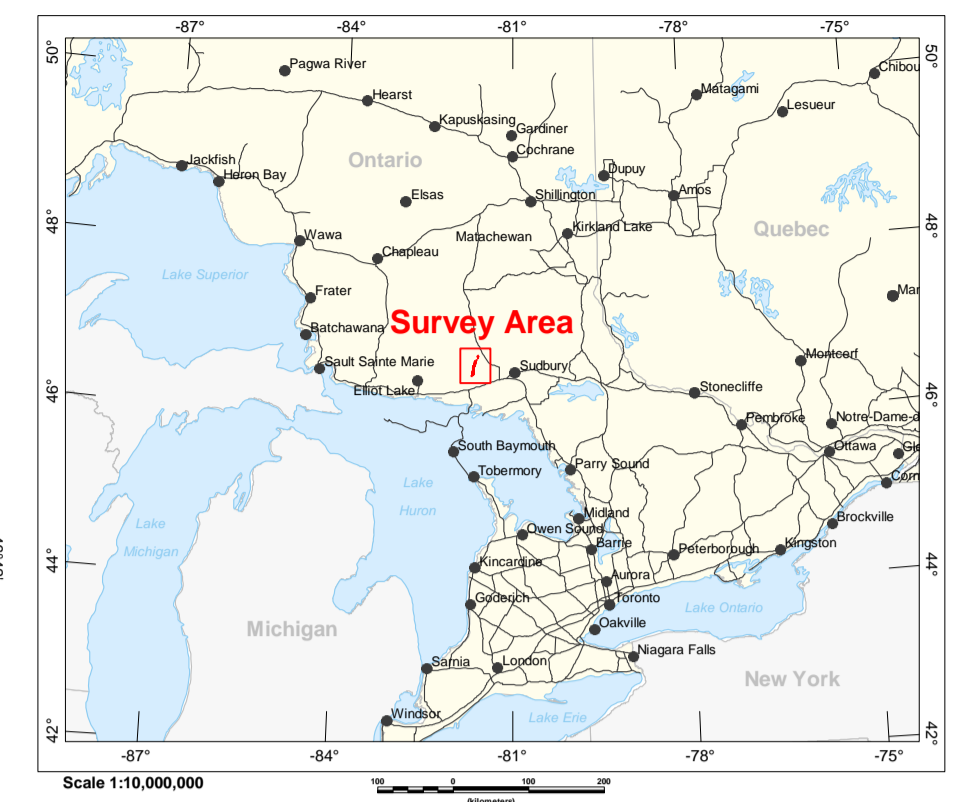 -87° -84° -81° -78° -75°
50° 50°
Pagwa River
Chibou
Matagami
Hearst
Lesueur
Kapuskasing
Gardiner
Cochrane
Jackfish
Ontario
Heron Bay
Dupuy
Elsas
Shillington
Amos
48° 48°
Wawa
Matachewan
Kirkland Lake
Quebec
Chapleau
Lake Superior
Frater
Mar
Survey Area
Batchawana
Sault Sainte Marie
Sudbury
Montcerf
Elliot Lake
Stonecliffe
46° 46°
Pembroke
Notre-Dame-d
South Baymouth
Ottawa
Gle
Tobermory
Parry Sound
Corn
Lake
Huron
Midland
Brockville
Lake
Michigan
Owen Sound
Barrie
Peterborough
Kingston
44° 44°
Kincardine
Aurora
Goderich
Toronto
Lake Ontario
Oakville
Michigan
Niagara Falls
Sarnia
London
New York
Windsor
Lake Erie
42° 42°
-87° -84° -81° -78° -75°
Scale 1:10,000,000
100 0 100 200
(kilometers)